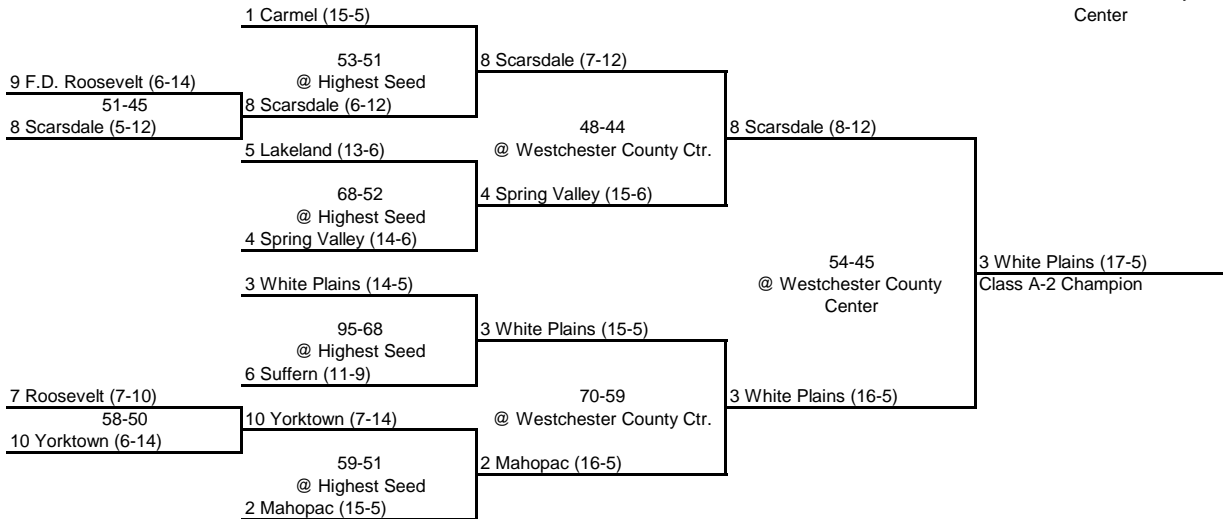 Center
1 Carmel (15-5)
53-51
@ Highest Seed
8 Scarsdale (7-12)
9 F.D. Roosevelt (6-14)
51-45
8 Scarsdale (6-12)
8 Scarsdale (5-12)
48-44
@ Westchester County Ctr.
8 Scarsdale (8-12)
5 Lakeland (13-6)
68-52
@ Highest Seed
4 Spring Valley (15-6)
4 Spring Valley (14-6)
54-45
@ Westchester County
Center
3 White Plains (17-5)
Class A-2 Champion
3 White Plains (14-5)
95-68
@ Highest Seed
3 White Plains (15-5)
6 Suffern (11-9)
7 Roosevelt (7-10)
58-50
10 Yorktown (7-14)
10 Yorktown (6-14)
70-59
@ Westchester County Ctr.
3 White Plains (16-5)
59-51
@ Highest Seed
2 Mahopac (16-5)
2 Mahopac (15-5)